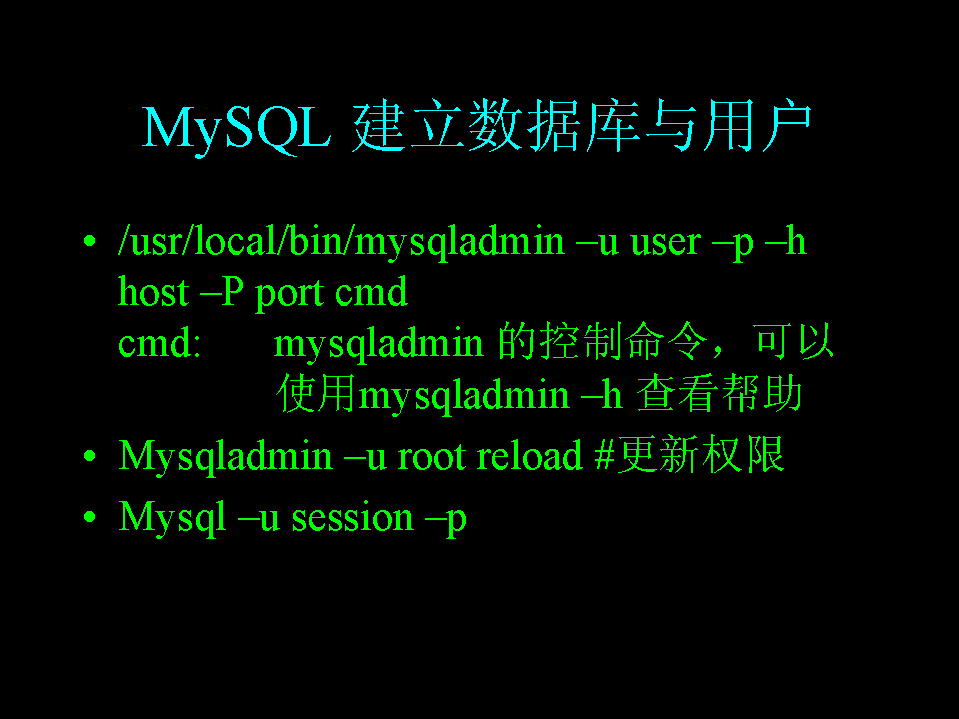 MySQL 建立数据库与用户
• /usr/local/bin/mysqladmin –u user –p –h
host –P port cmd
cmd: mysqladmin 的控制命令，可以
使用mysqladmin –h 查看帮助
• Mysqladmin –u root reload #更新权限
• Mysql –u session –p